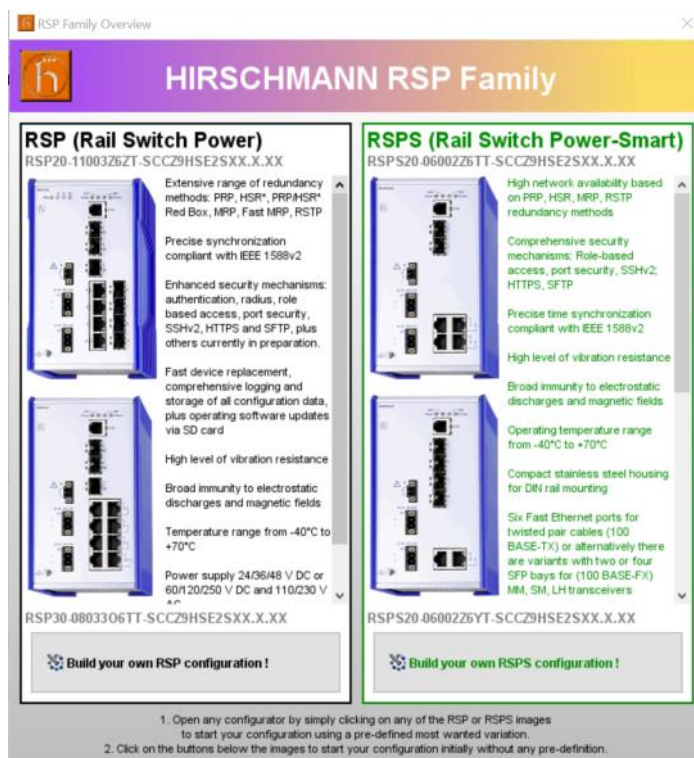 RSP Family Overview
HIRSCHMANN RSP Family
RSP (Rail Switch Power)
RSP20-11003Z6ZT-SCCZ9HSE2SXX.X.XX
Extensive range of redundancy
methods: PRP, HSR*, PRP/HSR*
Red Box, MRP, Fast MRP, RSTP
Precise synchronization
compliant with IEEE 1588v2
Enhanced security mechanisms:
authentication, radius, role
based access, port security,
SSHv2, HTTPS and SFTP, plus
others currently in preparation.
Fast device replacement,
comprehensive logging and
storage of all configuration data,
plus operating software updates
via SD card
High level of vibration resistance
Broad immunity to electrostatic
discharges and magnetic fields
Temperature range from -40°C to
+70°C
Power supply 24/36/48 V DC or
60/120/250 V DC and 110/230 V
AC
RSP30-08033O6TT-SCCZ9HSE2SXX.X.XX
Build your own RSP configuration !
RSPS (Rail Switch Power-Smart)
RSPS20-06002Z6TT-SCCZ9HSE2SXX.X.XX
High network availability based
on PRP, HSR, MRP, RSTP
redundancy methods
Comprehensive security
mechanisms: Role-based
access, port security, SSHv2;
HTTPS, SFTP
Precise time synchronization
compliant with IEEE 1588v2
High level of vibration resistance
Broad immunity to electrostatic
discharges and magnetic fields
Operating temperature range
from -40°C to +70°C
Compact stainless steel housing
for DIN rail mounting
Six Fast Ethernet ports for
twisted pair cables (100
BASE-TX) or alternatively there
are variants with two or four
SFP bays for (100 BASE-FX)
MM, SM, LH transceivers
RSPS20-06002Z6YT-SCCZ9HSE2SXX.X.XX
Build your own RSPS configuration !
1. Open any configurator by simply clicking on any of the RSP or RSPS images
to start your configuration using a pre-defined most wanted variation.
2. Click on the buttons below the images to start your configuration initially without any pre-definition.